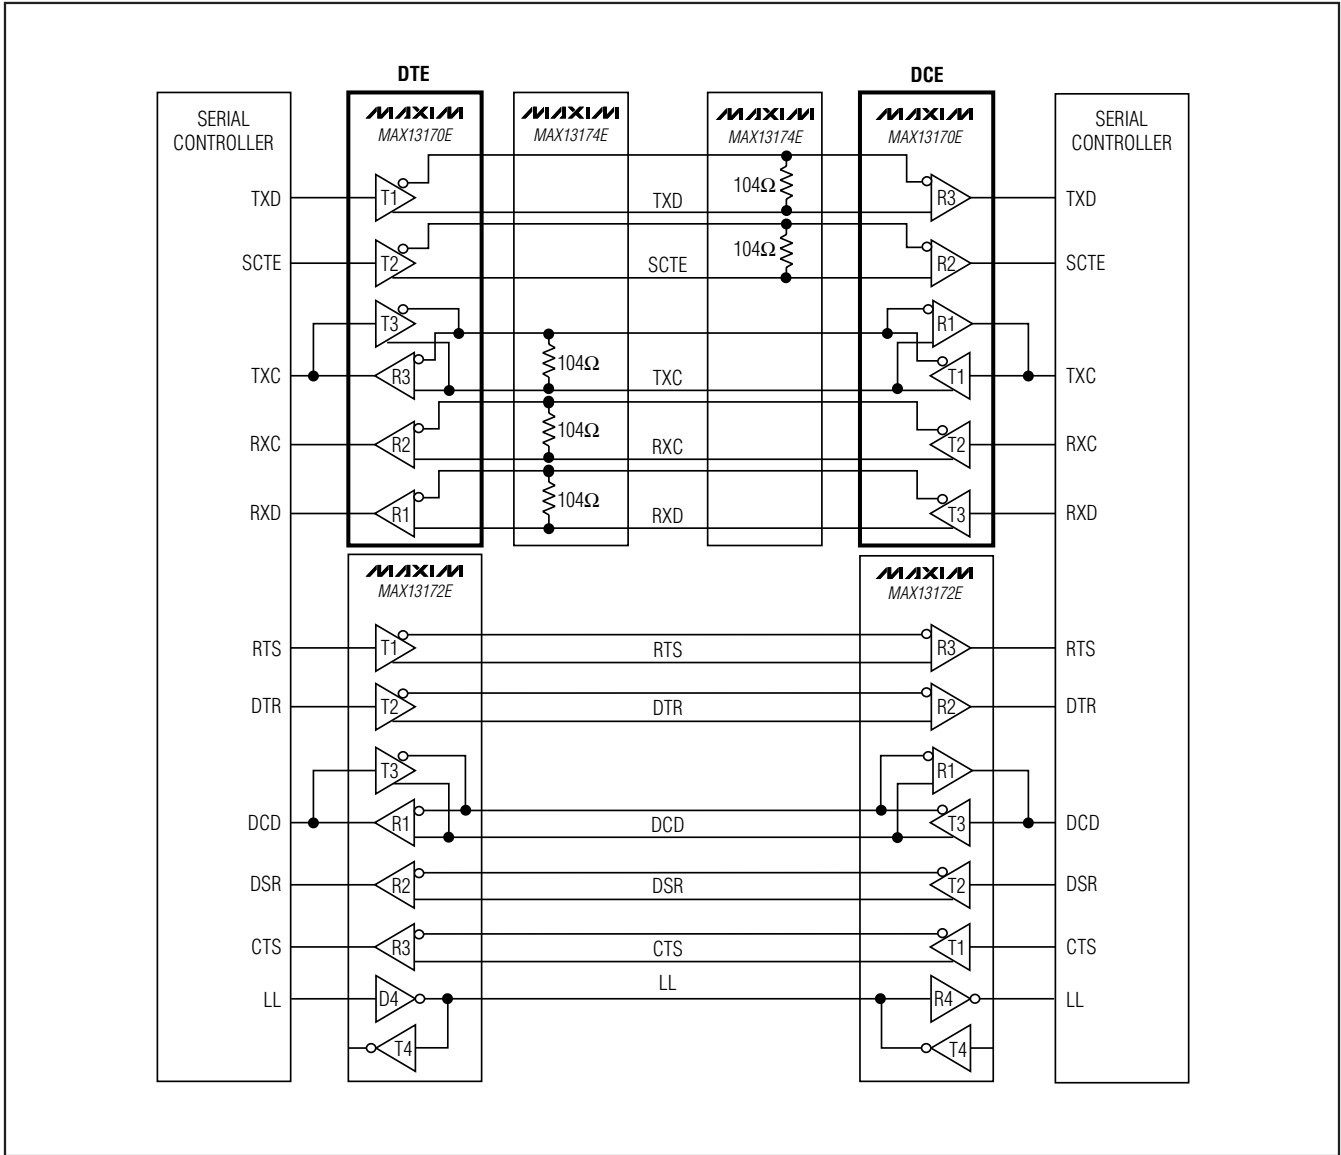 DTE
DCE
SERIAL
CONTROLLER
MAXIM
MAX13170E
MAXIM
MAX13174E
MAXIM
MAX13174E
MAXIM
MAX13170E
SERIAL
CONTROLLER
TXD
T1
TXD
104Ω
R3
TXD
SCTE
T2
SCTE
104Ω
R2
SCTE
T3
R1
TXC
R3
104Ω
TXC
T1
TXC
RXC
R2
104Ω
RXC
T2
RXC
RXD
R1
104Ω
RXD
T3
RXD
MAXIM
MAX13172E
MAXIM
MAX13172E
RTS
T1
RTS
R3
RTS
DTR
T2
DTR
R2
DTR
T3
R1
DCD
R1
DCD
T3
DCD
DSR
R2
DSR
T2
DSR
CTS
R3
CTS
T1
CTS
LL
D4
LL
R4
LL
T4
T4